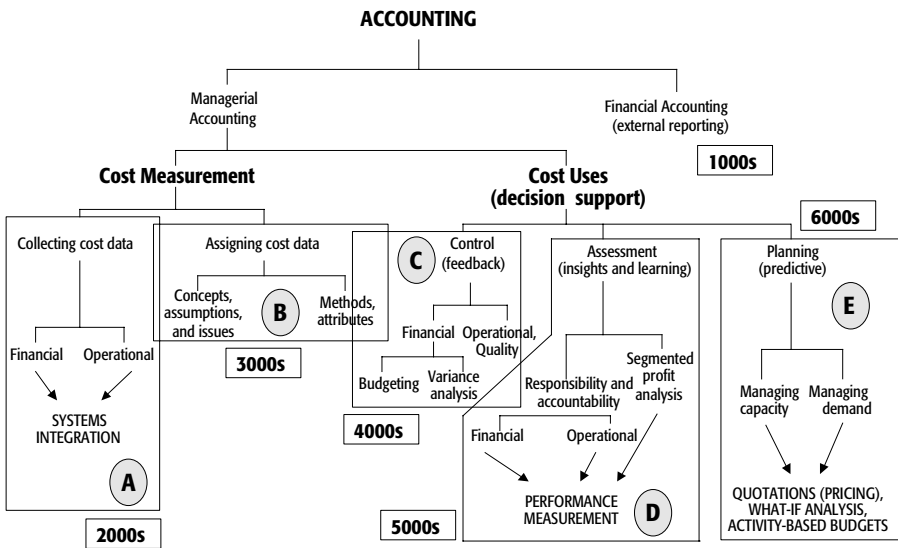 ACCOUNTING
Managerial
Accounting
Financial Accounting
(external reporting)
1000s
Cost Measurement
Cost Uses
(decision support)
6000s
Collecting cost data
Financial
Operational
SYSTEMS
INTEGRATION
A
2000s
Assigning cost data
Concepts,
assumptions,
and issues
B
Methods,
attributes
3000s
C
Control
(feedback)
Financial
Operational,
Quality
Budgeting
Variance
analysis
4000s
Assessment
(insights and learning)
Responsibility and
accountability
Segmented
profit
analysis
Financial
Operational
PERFORMANCE
MEASUREMENT
D
5000s
Planning
(predictive)
E
Managing
capacity
Managing
demand
QUOTATIONS (PRICING),
WHAT-IF ANALYSIS,
ACTIVITY-BASED BUDGETS